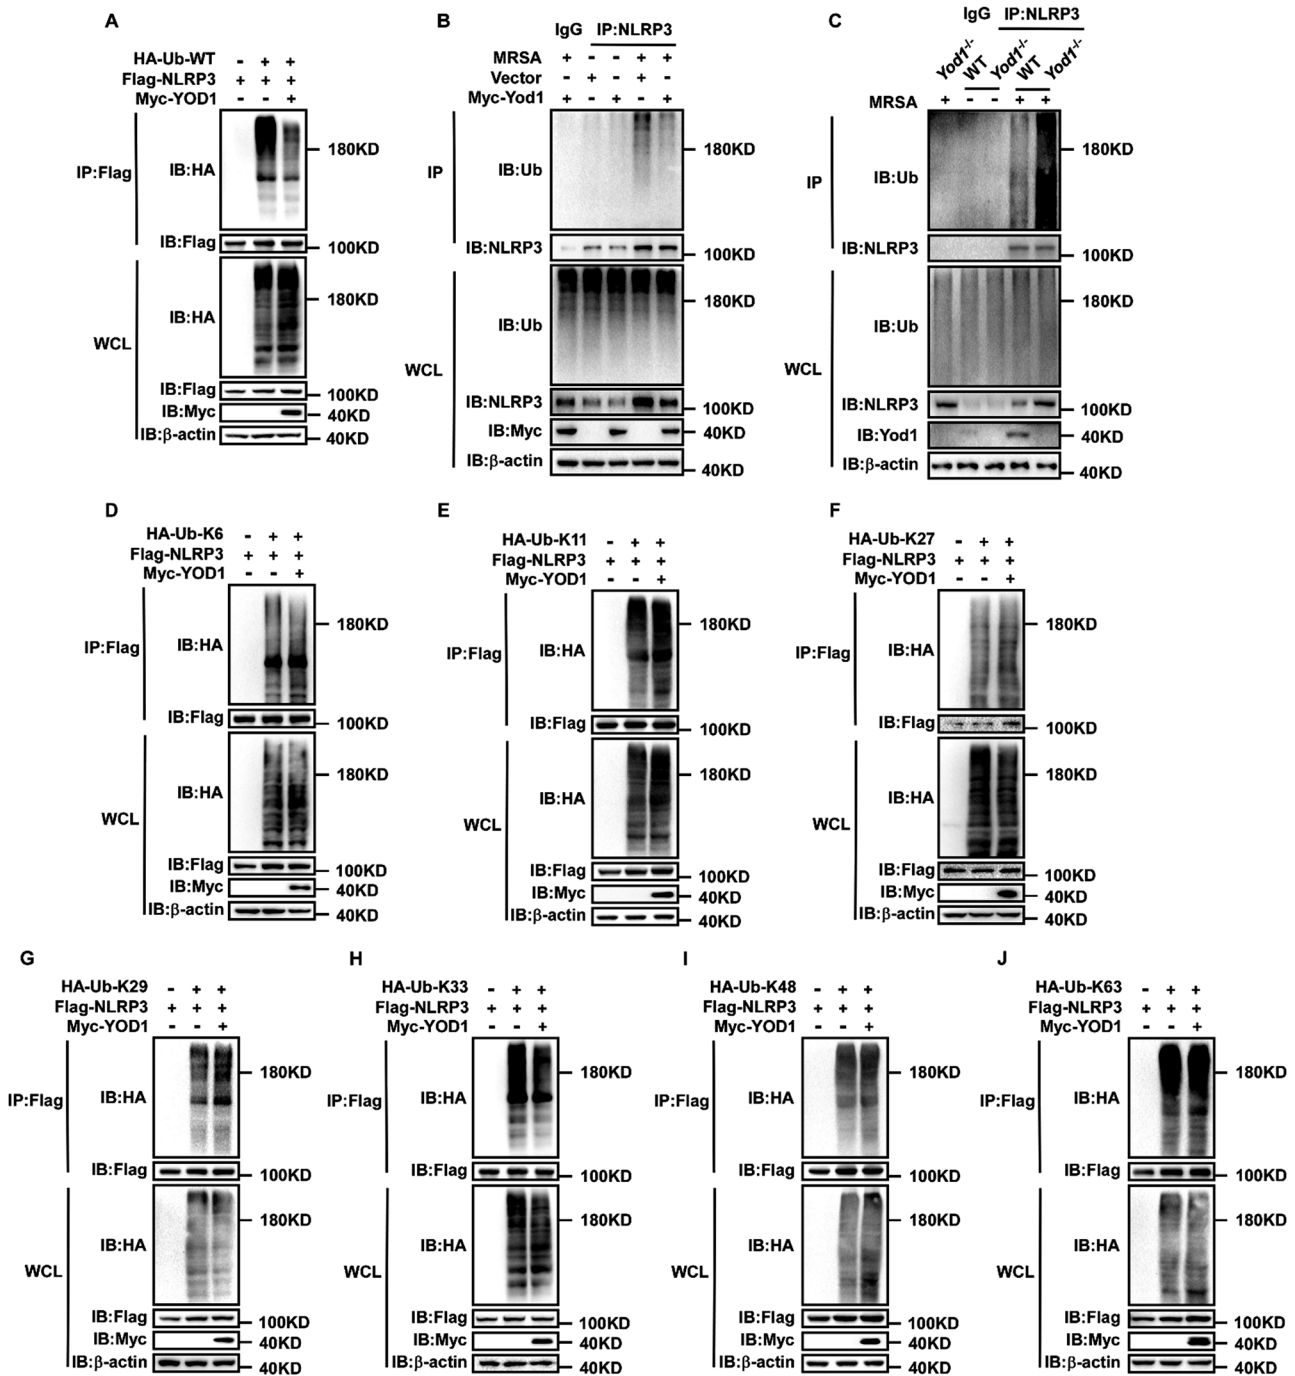 A
HA-Ub-WT - + +
Flag-NLRP3 + + +
Myc-YOD1 - - +
IP:Flag
IB:HA
180KD
IB:Flag
100KD
WCL
IB:HA
180KD
IB:Flag
100KD
IB:Myc
40KD
IB:β-actin
40KD
B
IgG IP:NLRP3
MRSA + - - + +
Vector - + - + -
Myc-Yod1 + - + - +
IP
IB:Ub
180KD
IB:NLRP3
100KD
WCL
IB:Ub
180KD
IB:NLRP3
100KD
IB:Myc
40KD
IB:β-actin
40KD
C
IgG IP:NLRP3
Yod1-/- WT Yod1-/- WT Yod1-/-
MRSA + - - + +
IP
IB:Ub
180KD
IB:NLRP3
100KD
WCL
IB:Ub
180KD
IB:NLRP3
100KD
IB:Yod1
40KD
IB:β-actin
40KD
D
HA-Ub-K6 - + +
Flag-NLRP3 + + +
Myc-YOD1 - - +
IP:Flag
IB:HA
180KD
IB:Flag
100KD
WCL
IB:HA
180KD
IB:Flag
100KD
IB:Myc
40KD
IB:β-actin
40KD
E
HA-Ub-K11 - + +
Flag-NLRP3 + + +
Myc-YOD1 - - +
IP:Flag
IB:HA
180KD
IB:Flag
100KD
WCL
IB:HA
180KD
IB:Flag
100KD
IB:Myc
40KD
IB:β-actin
40KD
F
HA-Ub-K27 - + +
Flag-NLRP3 + + +
Myc-YOD1 - - +
IP:Flag
IB:HA
180KD
IB:Flag
100KD
WCL
IB:HA
180KD
IB:Flag
100KD
IB:Myc
40KD
IB:β-actin
40KD
G
HA-Ub-K29 - + +
Flag-NLRP3 + + +
Myc-YOD1 - - +
IP:Flag
IB:HA
180KD
IB:Flag
100KD
WCL
IB:HA
180KD
IB:Flag
100KD
IB:Myc
40KD
IB:β-actin
40KD
H
HA-Ub-K33 - + +
Flag-NLRP3 + + +
Myc-YOD1 - - +
IP:Flag
IB:HA
180KD
IB:Flag
100KD
WCL
IB:HA
180KD
IB:Flag
100KD
IB:Myc
40KD
IB:β-actin
40KD
I
HA-Ub-K48 - + +
Flag-NLRP3 + + +
Myc-YOD1 - - +
IP:Flag
IB:HA
180KD
IB:Flag
100KD
WCL
IB:HA
180KD
IB:Flag
100KD
IB:Myc
40KD
IB:β-actin
40KD
J
HA-Ub-K63 - + +
Flag-NLRP3 + + +
Myc-YOD1 - - +
IP:Flag
IB:HA
180KD
IB:Flag
100KD
WCL
IB:HA
180KD
IB:Flag
100KD
IB:Myc
40KD
IB:β-actin
40KD